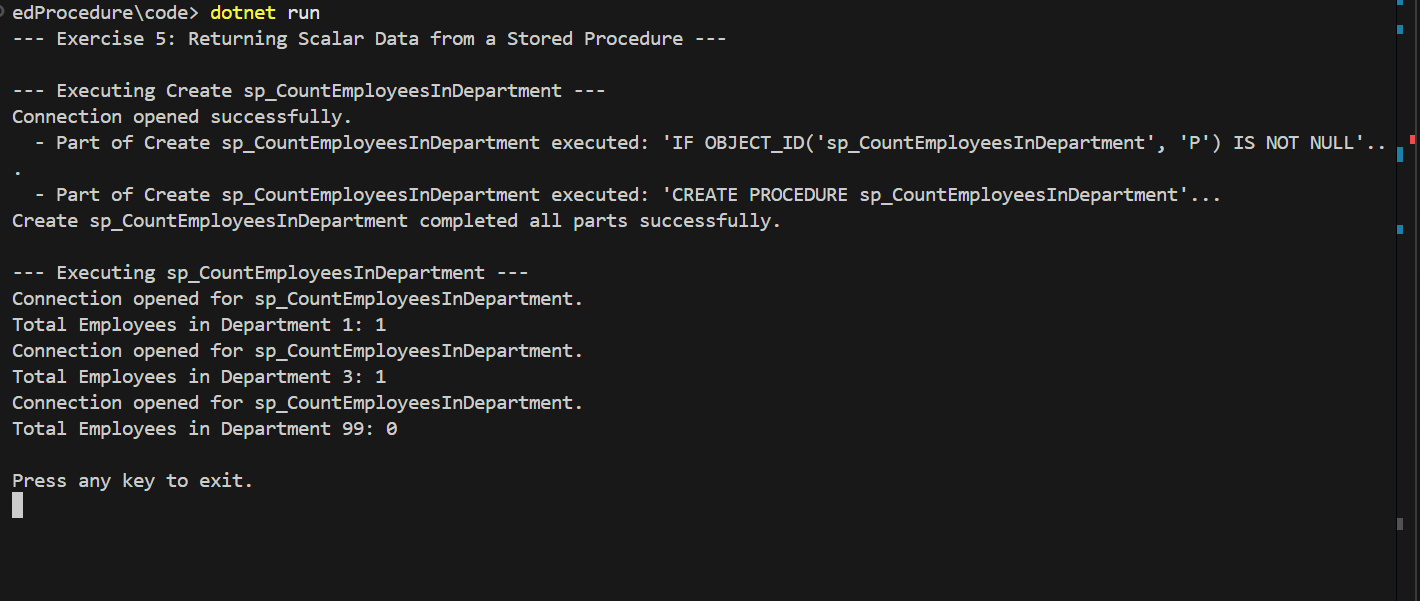 edProcedure\code> dotnet run
--- Exercise 5: Returning Scalar Data from a Stored Procedure ---
--- Executing Create sp_CountEmployeesInDepartment ---
Connection opened successfully.
  - Part of Create sp_CountEmployeesInDepartment executed: 'IF OBJECT_ID('sp_CountEmployeesInDepartment', 'P') IS NOT NULL'..
.
  - Part of Create sp_CountEmployeesInDepartment executed: 'CREATE PROCEDURE sp_CountEmployeesInDepartment'...
Create sp_CountEmployeesInDepartment completed all parts successfully.
--- Executing sp_CountEmployeesInDepartment ---
Connection opened for sp_CountEmployeesInDepartment.
Total Employees in Department 1: 1
Connection opened for sp_CountEmployeesInDepartment.
Total Employees in Department 3: 1
Connection opened for sp_CountEmployeesInDepartment.
Total Employees in Department 99: 0
Press any key to exit.